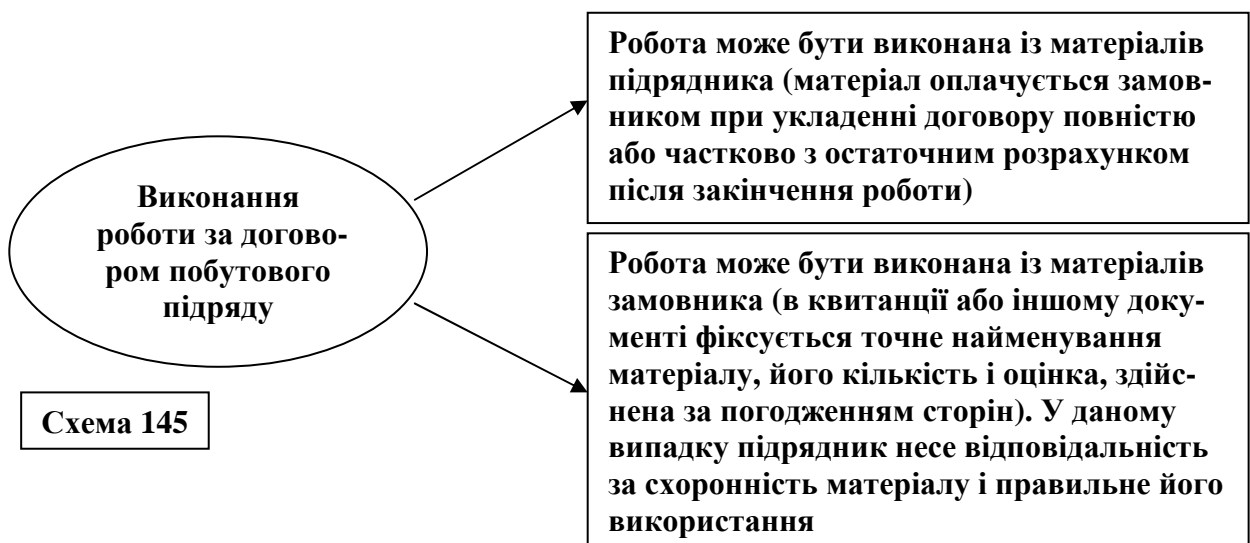 Виконання
роботи за догово-
ром побутового
підряду
Схема 145
Робота може бути виконана із матеріалів
підрядника (матеріал оплачується замов-
ником при укладенні договору повністю
або частково з остаточним розрахунком
після закінчення роботи)
Робота може бути виконана із матеріалів
замовника (в квитанції або іншому доку-
менті фіксується точне найменування
матеріалу, його кількість і оцінка, здійс-
нена за погодженням сторін). У даному
випадку підрядник несе відповідальність
за схоронність матеріалу і правильне його
використання